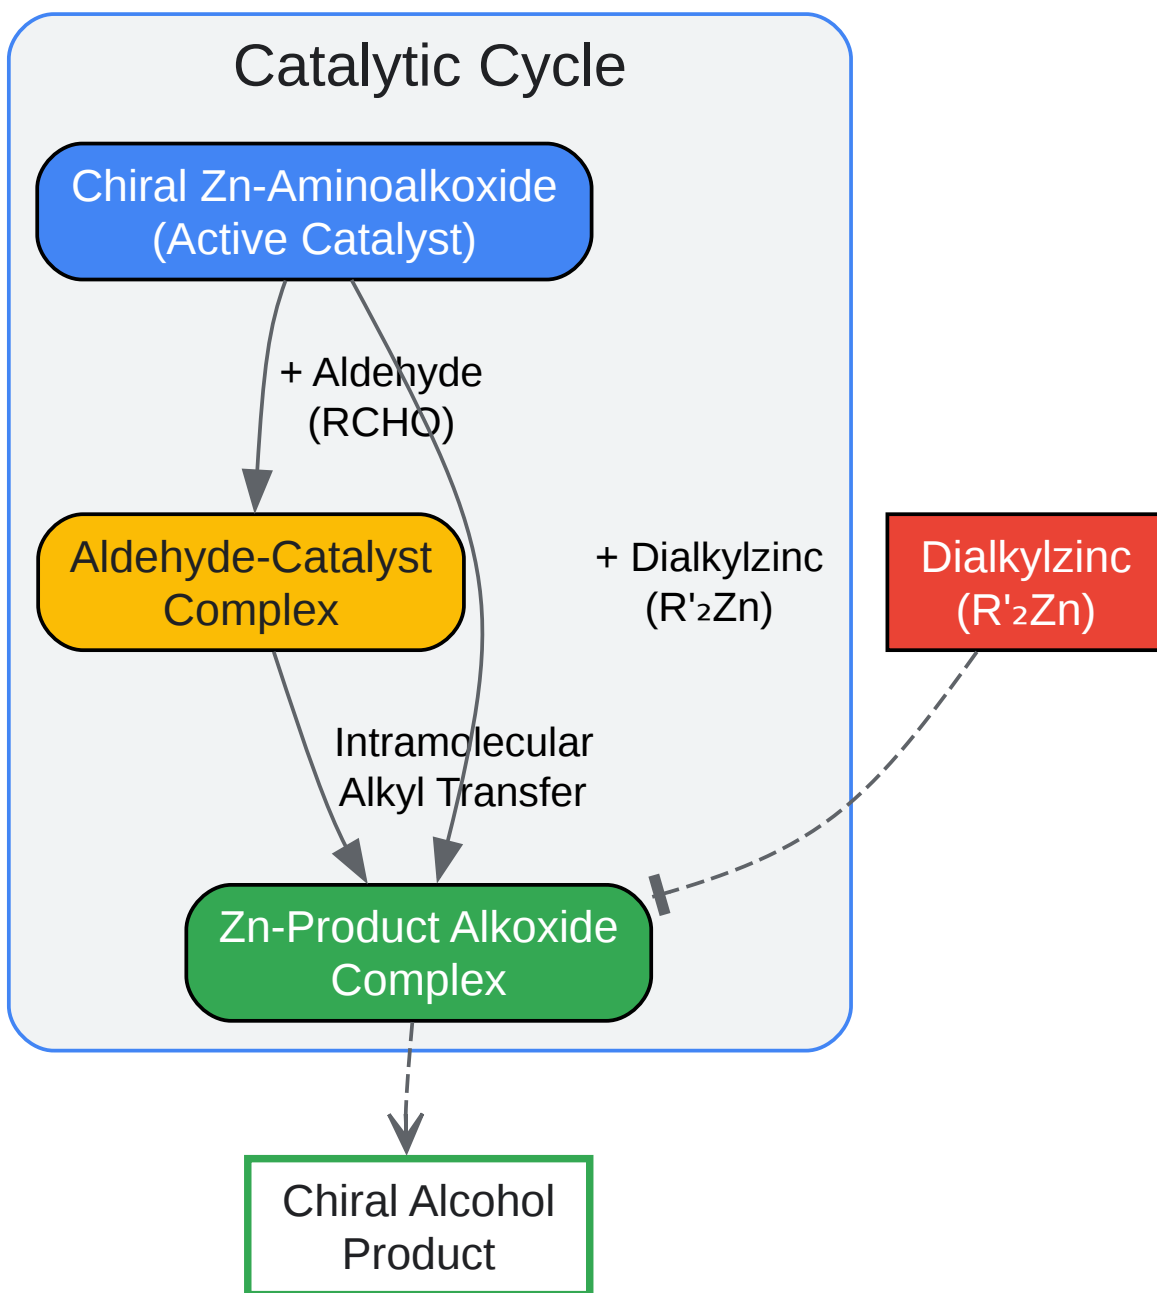 Catalytic Cycle
Chiral Zn-Aminoalkoxide
(Active Catalyst)
+ Aldehyde
(RCHO)
Aldehyde-Catalyst
Complex
+ Dialkylzinc
(R'₂Zn)
Dialkylzinc
(R'₂Zn)
Intramolecular
Alkyl Transfer
Zn-Product Alkoxide
Complex
Chiral Alcohol
Product